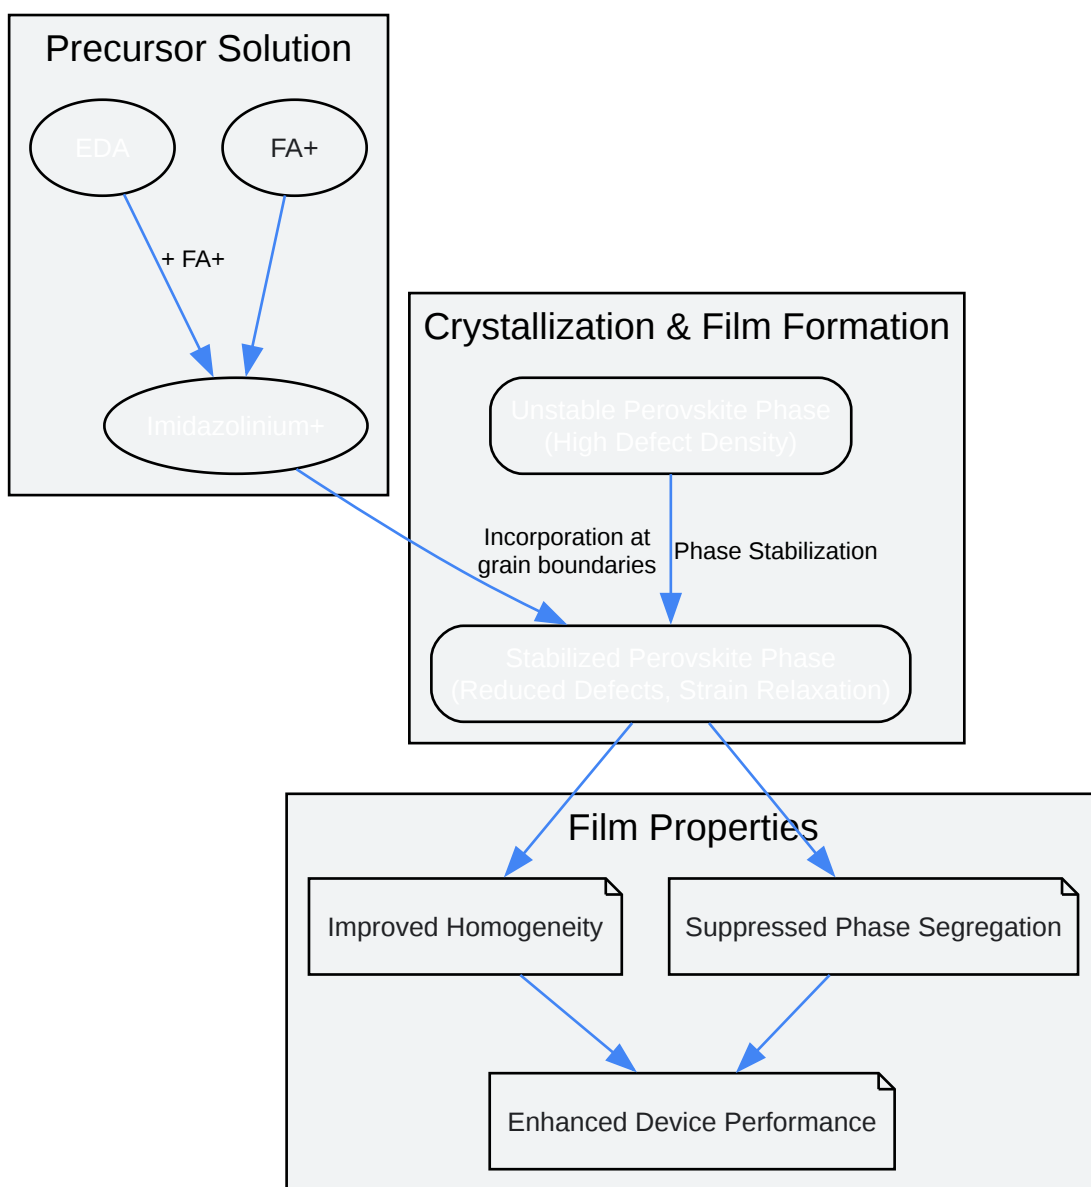 Precursor Solution
EDA
FA+
+ FA+
Imidazolinium+
Crystallization & Film Formation
Unstable Perovskite Phase
(High Defect Density)
Incorporation at
grain boundaries
Phase Stabilization
Stabilized Perovskite Phase
(Reduced Defects, Strain Relaxation)
Film Properties
Improved Homogeneity
Suppressed Phase Segregation
Enhanced Device Performance